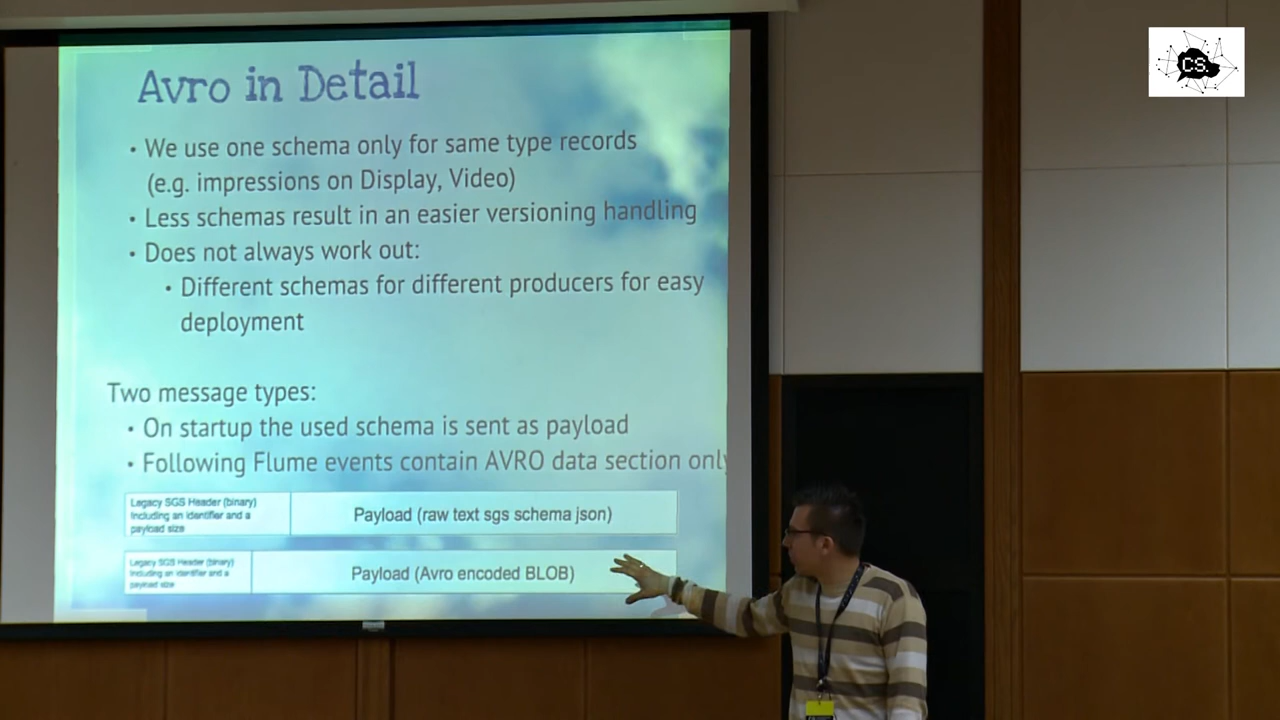 CS.
Avro in Detail
• We use one schema only for same type records
(e.g. impressions on Display, Video)
• Less schemas result in an easier versioning handling
• Does not always work out:
• Different schemas for different producers for easy
deployment
Two message types:
• On startup the used schema is sent as payload
• Following Flume events contain AVRO data section only
Legacy SGS Header (binary)
Including an identifier and a
payload size
Payload (raw text sgs schema json)
Legacy SGS Header (binary)
Including an identifier and a
payload size
Payload (Avro encoded BLOB)